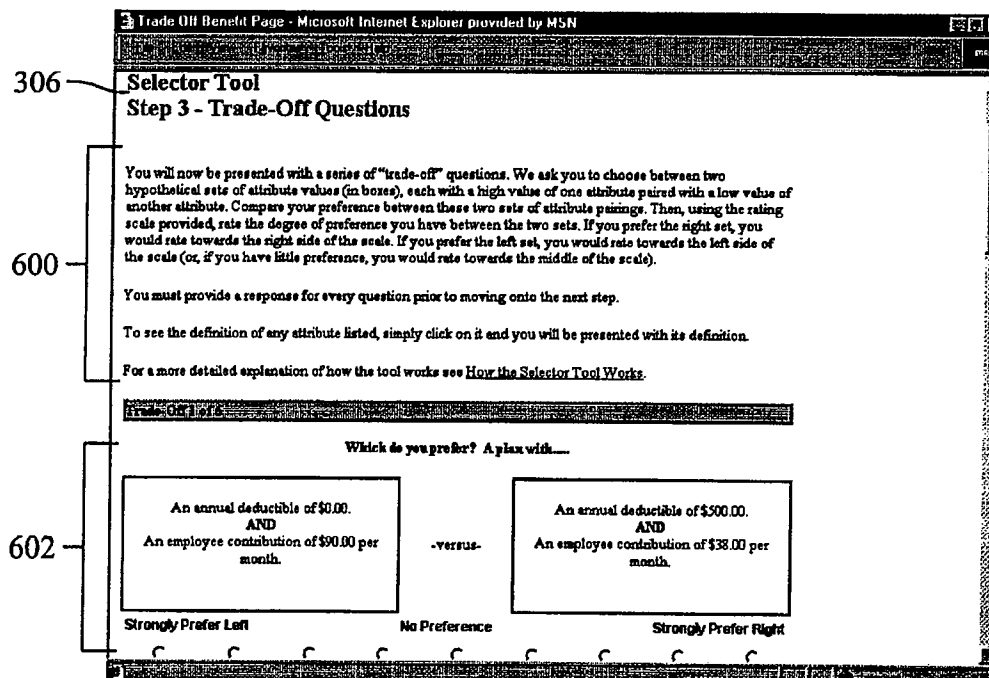 Trade Off Benefit Page - Microsoft Internet Explorer provided by MSN
306
Selector Tool
Step 3 - Trade-Off Questions
You will now be presented with a series of "trade-off" questions. We ask you to choose between two
hypothetical sets of attribute values (in boxes), each with a high value of one attribute paired with a low value of
another attribute. Compare your preference between these two sets of attribute pairings. Then, using the rating
scale provided, rate the degree of preference you have between the two sets. If you prefer the right set, you
would rate towards the right side of the scale. If you prefer the left set, you would rate towards the left side of
the scale (or, if you have little preference, you would rate towards the middle of the scale).
600
You must provide a response for every question prior to moving onto the next step.
To see the definition of any attribute listed, simply click on it and you will be presented with its definition.
For a more detailed explanation of how the tool works see How the Selector Tool Works.
Trade-Off 1 of 6
Which do you prefer? A plan with.....
An annual deductible of $0.00.
AND
An employee contribution of $90.00 per
month.
602
-versus-
An annual deductible of $500.00.
AND
An employee contribution of $38.00 per
month.
Strongly Prefer Left
No Preference
Strongly Prefer Right